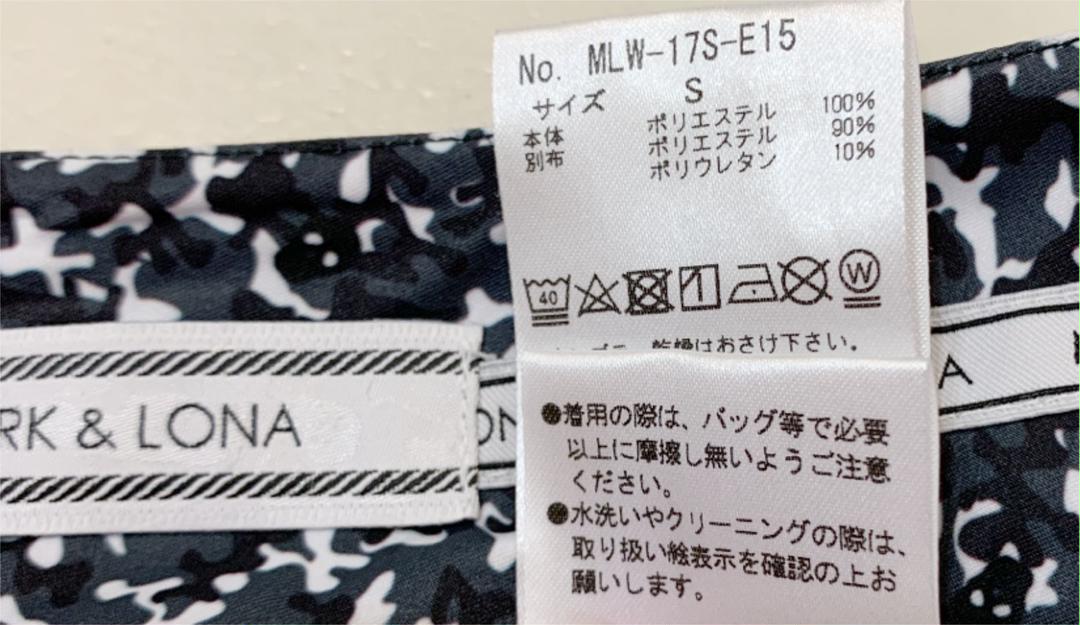 No. MLW-17S-E15
サイズ S
本体 ポリエステル 100%
別布 ポリエステル 90%
ポリウレタン 10%
40 W
乾燥はおさけ下さい。
RK & LONA
ON
A
●着用の際は、バッグ等で必要
以上に摩擦し無いようご注意
ください。
●水洗いやクリーニングの際は、
取り扱い絵表示を確認の上お
願いします。